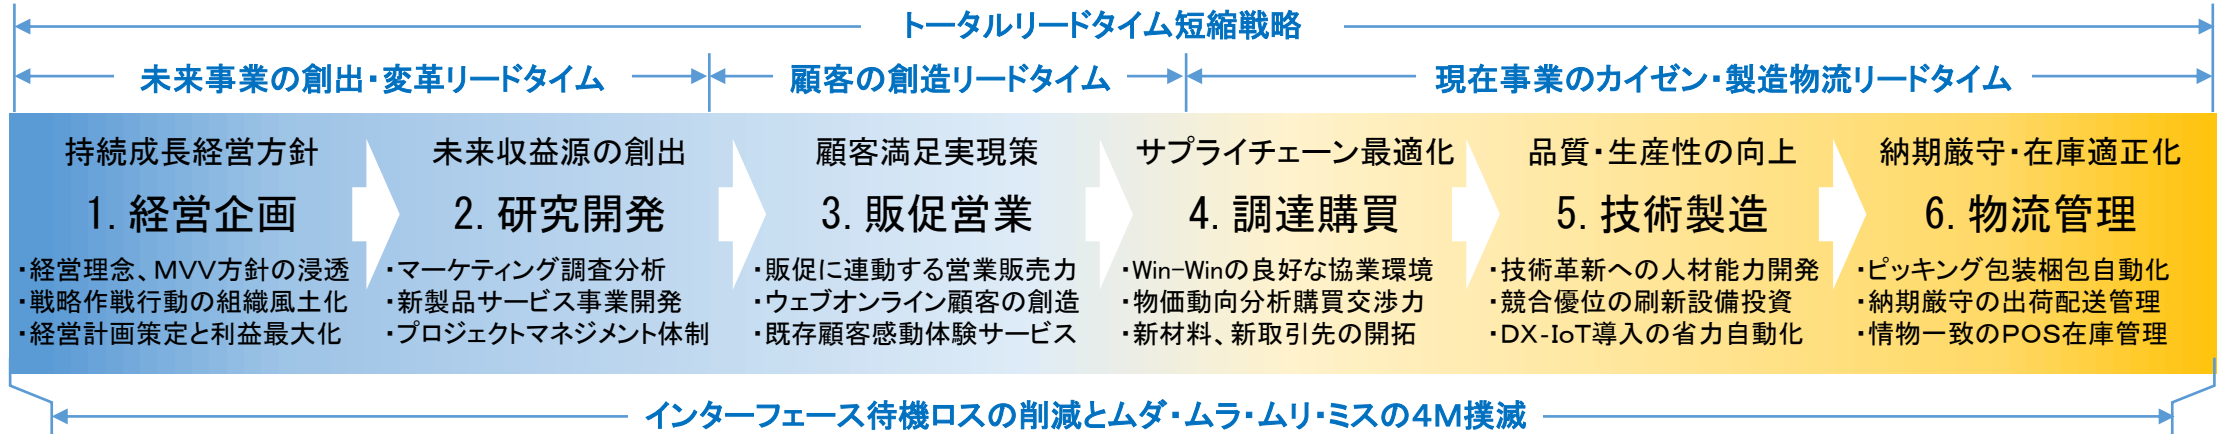 トータルリードタイム短縮戦略
未来事業の創出・変革リードタイム
顧客の創造リードタイム
現在事業のカイゼン・製造物流リードタイム
持続成長経営方針
1. 経営企画
・経営理念、MVV方針の浸透
・戦略作戦行動の組織風土化
・経営計画策定と利益最大化
未来収益源の創出
2. 研究開発
・マーケティング調査分析
・新製品サービス事業開発
・プロジェクトマネジメント体制
顧客満足実現策
3. 販促営業
・販促に連動する営業販売力
・ウェブオンライン顧客の創造
・既存顧客感動体験サービス
サプライチェーン最適化
4. 調達購買
・Win-Winの良好な協業環境
・物価動向分析購買交渉力
・新材料、新取引先の開拓
品質・生産性の向上
5. 技術製造
・技術革新への人材能力開発
・競合優位の刷新設備投資
・DX-IoT導入の省力自動化
納期厳守・在庫適正化
6. 物流管理
・ピッキング包装梱包自動化
・納期厳守の出荷配送管理
・情物一致のPOS在庫管理
インターフェース待機ロスの削減とムダ・ムラ・ムリ・ミスの4M撲滅